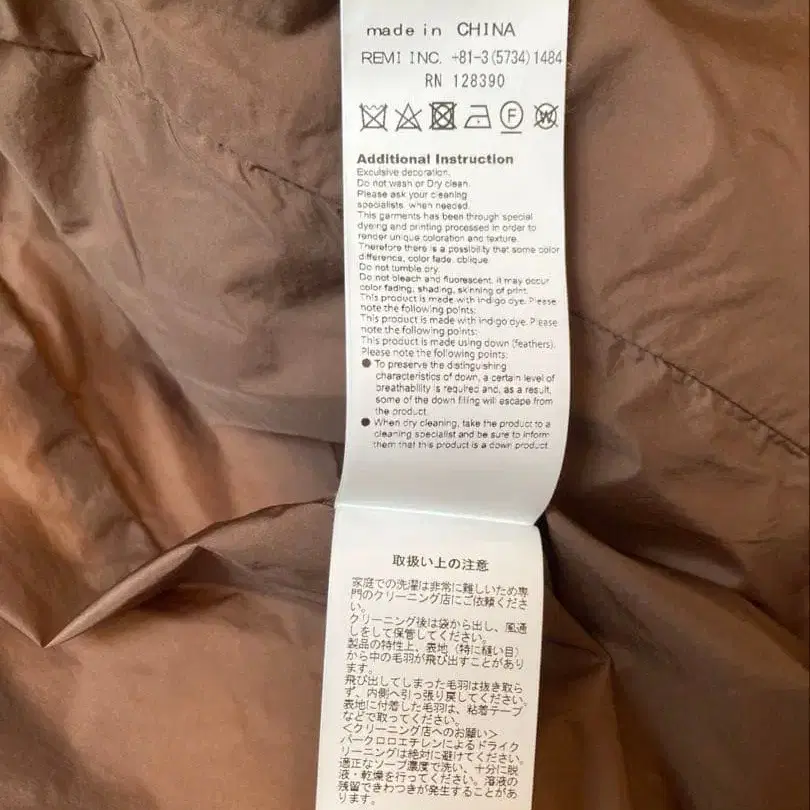 made in CHINA
REMI INC. +81-3(5734)1484
RN 128390
F W
Additional Instruction
Exculsive decoration.
Do not wash or Dry clean.
Please ask your cleaning
specialists, when needed.
This garments has been through special
dyeing and printing processed in order to
render unique coloration and texture.
Therefore there is a possibility that some color
difference, color fade, oblique.
Do not tumble dry.
Do not bleach and fluorescent, it may occur
color fading, shading, skinning of print.
This product is made with indigo dye. Please
note the following points:
This product is made with indigo dye. Please
note the following points:
This product is made using down (feathers).
Please note the following points:
● To preserve the distinguishing
characteristics of down, a certain level of
breathability is required and, as a result,
some of the down filling will escape from
the product.
● When dry cleaning, take the product to a
cleaning specialist and be sure to inform
them that this product is a down product.
取扱い上の注意
家庭での洗濯は非常に難しいため専
門のクリーニング店にご依頼くださ
い。
クリーニング後は袋から出し、風通
しをして保管してください。
製品の特性上、表地（特に縫い目）
から中の毛羽が飛び出すことがあり
ます。
飛び出してしまった毛羽は抜き取ら
ず、内側へ引っ張り戻してください。
表地に付着した毛羽は、粘着テープ
などで取ってください。
＜クリーニング店へのお願い＞
パークロロエチレンによるドライク
リーニングは絶対に避けてください。
適正なソープ濃度で洗い、十分に脱
液・乾燥を行ってください。溶液の
残留できわつきが発生することがあ
ります。